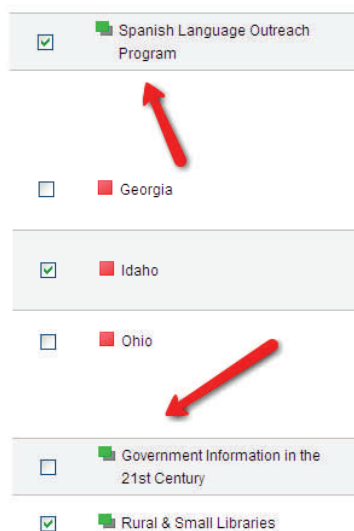 Spanish Language Outreach
Program
Georgia
Idaho
Ohio
Government Information in the
21st Century
Rural & Small Libraries